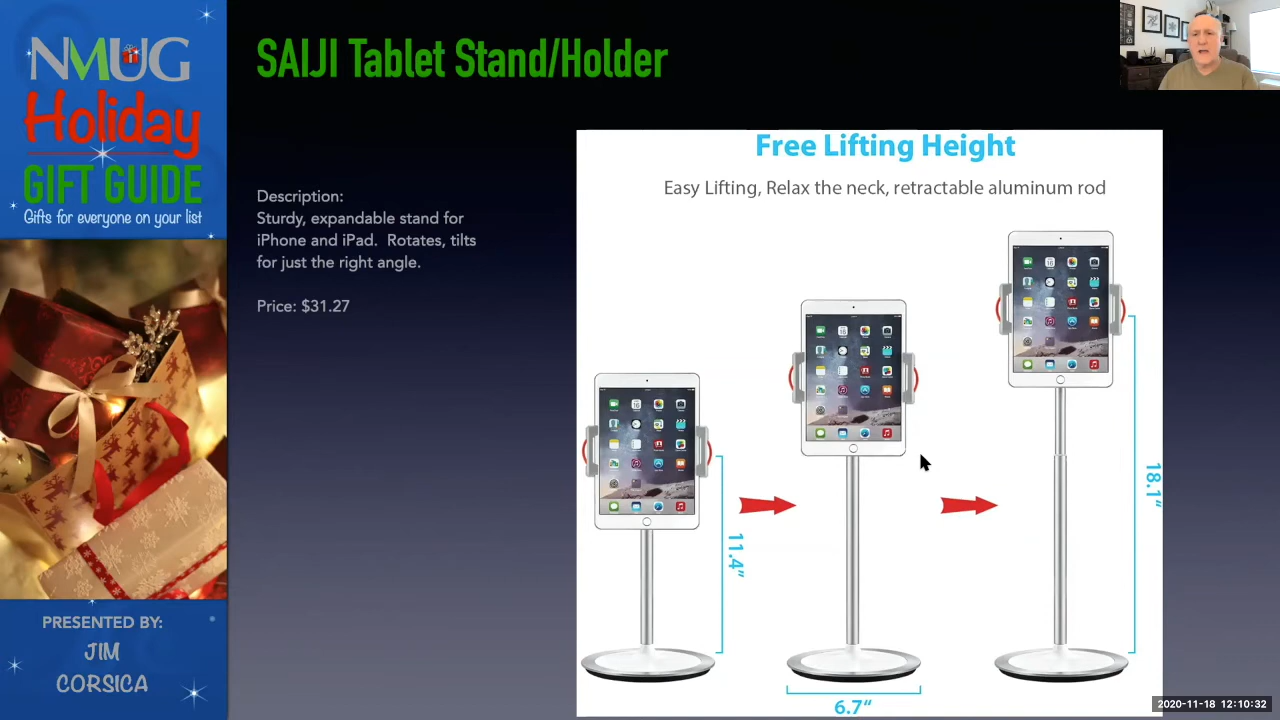 NMUG
Holiday
GIFT GUIDE
Gifts for everyone on your list
PRESENTED BY:
JIM
CORSICA
SAIJI Tablet Stand/Holder
Description:
Sturdy, expandable stand for
iPhone and iPad.  Rotates, tilts
for just the right angle.
Price: $31.27
Free Lifting Height
Easy Lifting, Relax the neck, retractable aluminum rod
11.4"
6.7"
18.1"
2020-11-18 12:10:32